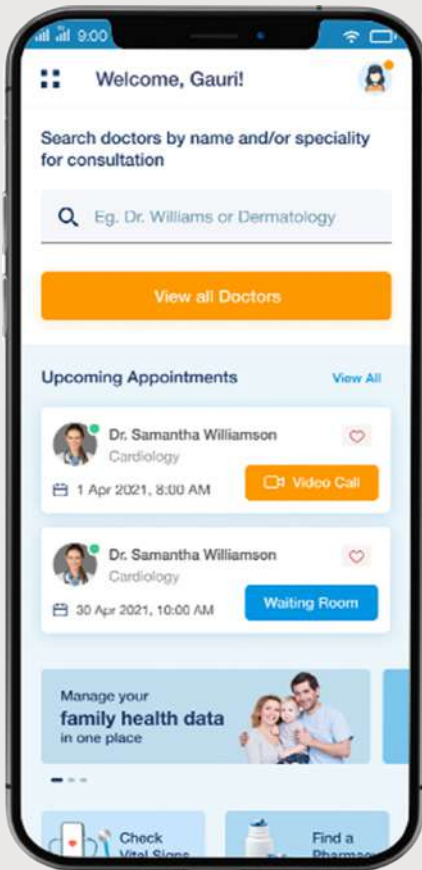 9:00
Welcome, Gauri!
Search doctors by name and/or speciality
for consultation
Eg. Dr. Williams or Dermatology
View all Doctors
Upcoming Appointments View All
Dr. Samantha Williamson
Cardiology
1 Apr 2021, 8:00 AM
Video Call
Dr. Samantha Williamson
Cardiology
30 Apr 2021, 10:00 AM
Waiting Room
Manage your
family health data
in one place
Check
Vital Signs
Find a
Pharmacy